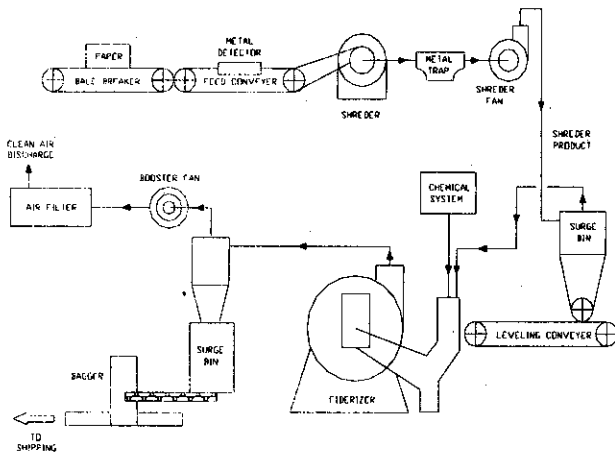 PAPER
BALE BREAKER
METAL
DETECTOR
FEED CONVEYER
SHREDER
METAL
TRAP
SHREDER
FAN
SHREDER
PRODUCT
CLEAN AIR
DISCHARGE
AIR FILTER
BOOSTER FAN
CHEMICAL
SYSTEM
SURGE
BIN
LEVELING CONVEYER
SURGE
BIN
BAGGER
FIBERIZER
TO
SHIPPING